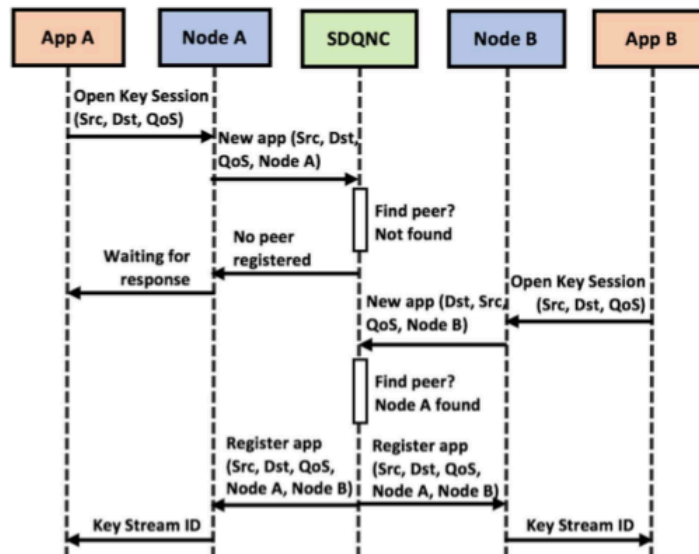 App A
Node A
SDQNC
Node B
App B
Open Key Session
(Src, Dst, QoS)
New app (Src, Dst,
QoS, Node A)
Find peer?
Not found
No peer
registered
Waiting for
response
Open Key Session
(Src, Dst, QoS)
New app (Dst, Src,
QoS, Node B)
Find peer?
Node A found
Register app
(Src, Dst, QoS,
Node A, Node B)
Register app
(Src, Dst, QoS,
Node A, Node B)
Key Stream ID
Key Stream ID